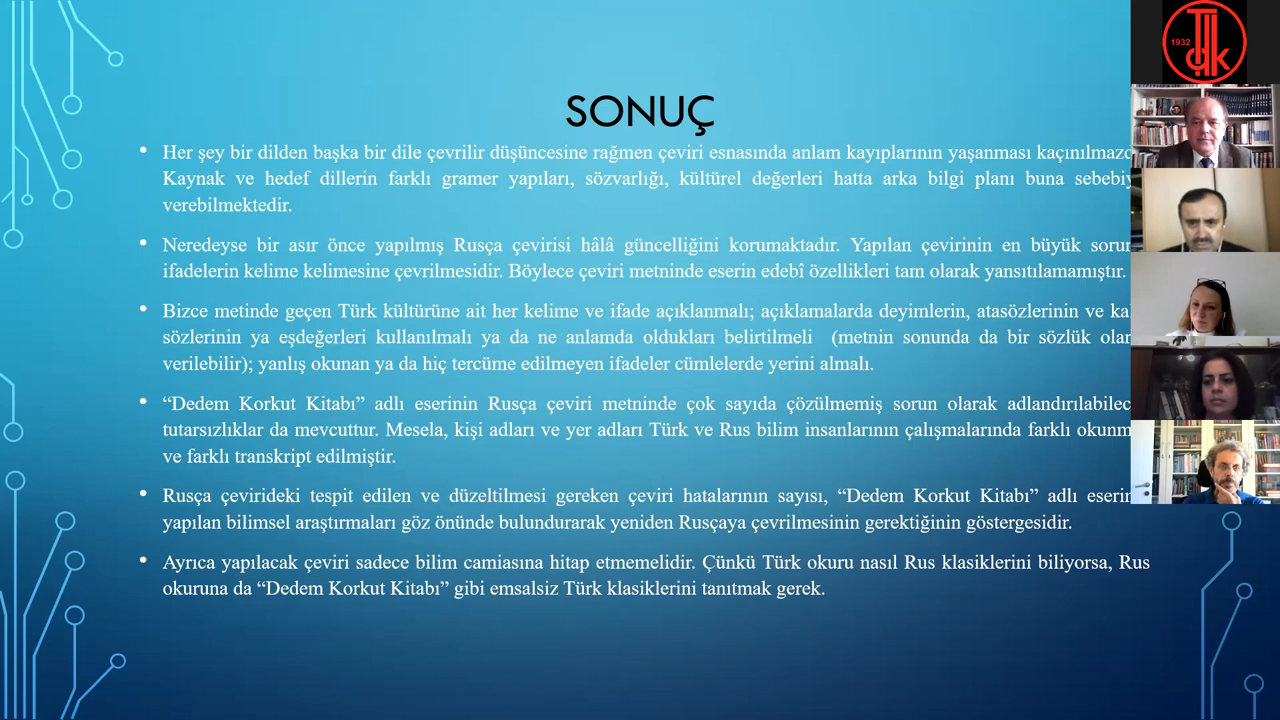 SONUÇ
• Her şey bir dilden başka bir dile çevrilir düşüncesine rağmen çeviri esnasında anlam kayıplarının yaşanması
Kaynak ve hedef dillerin farklı gramer yapıları, sözvarlığı, kültürel değerleri hatta arka bilgi planı buna
verebilmektedir.
• Neredeyse bir asır önce yapılmış Rusça çevirisi hâlâ güncelliğini korumaktadır. Yapılan çevirinin en büyük
ifadelerin kelime kelimesine çevrilmesidir. Böylece çeviri metninde eserin edebî özellikleri tam olarak yansıtılamamıştır.
• Bizce metinde geçen Türk kültürüne ait her kelime ve ifade açıklanmalı; açıklamalarda deyimlerin, atasözlerinin ve
sözlerinin ya eşdeğerleri kullanılmalı ya da ne anlamda oldukları belirtilmeli (metnin sonunda da bir sözlük
verilebilir); yanlış okunan ya da hiç tercüme edilmeyen ifadeler cümlelerde yerini almalı.
• “Dedem Korkut Kitabı” adlı eserinin Rusça çeviri metninde çok sayıda çözülmemiş sorun olarak
tutarsızlıklar da mevcuttur. Mesela, kişi adları ve yer adları Türk ve Rus bilim insanlarının çalışmalarında farklı
ve farklı transkript edilmiştir.
• Rusça çevirideki tespit edilen ve düzeltilmesi gereken çeviri hatalarının sayısı, “Dedem Korkut Kitabı” adlı
yapılan bilimsel araştırmaları göz önünde bulundurarak yeniden Rusçaya çevrilmesinin gerektiğinin göstergesidir.
• Ayrıca yapılacak çeviri sadece bilim camiasına hitap etmemelidir. Çünkü Türk okuru nasıl Rus klasiklerini biliyorsa, Rus
okuruna da “Dedem Korkut Kitabı” gibi emsalsiz Türk klasiklerini tanıtmak gerek.
1932